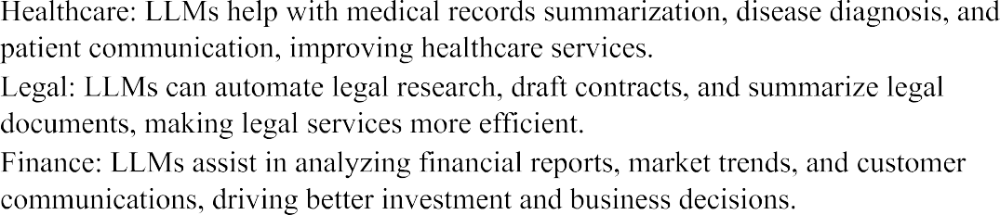 Healthcare: LLMs help with medical records summarization, disease diagnosis, and
patient communication, improving healthcare services.
Legal: LLMs can automate legal research, draft contracts, and summarize legal
documents, making legal services more efficient.
Finance: LLMs assist in analyzing financial reports, market trends, and customer
communications, driving better investment and business decisions.